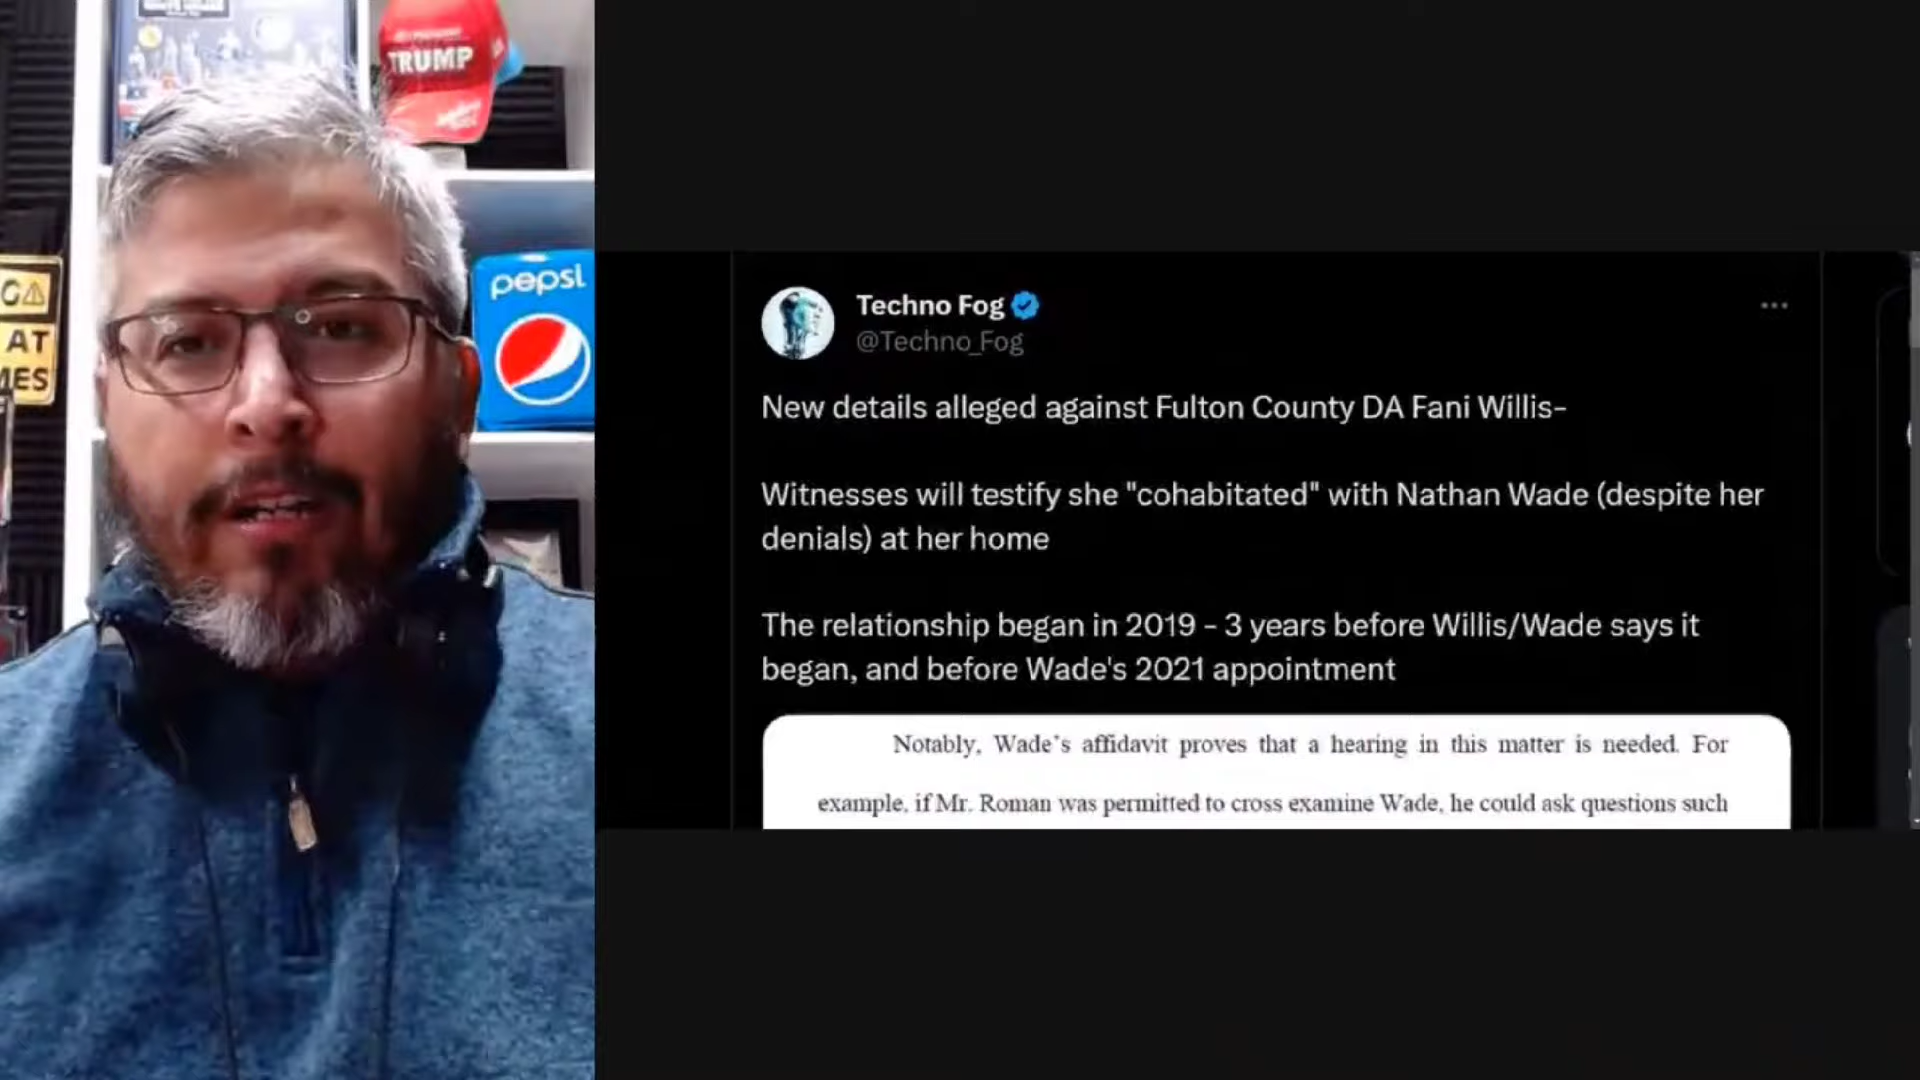 TRUMP
pepsi
G
AT
MES
Techno Fog
@Techno_Fog
New details alleged against Fulton County DA Fani Willis-
Witnesses will testify she "cohabitated" with Nathan Wade (despite her
denials) at her home
The relationship began in 2019 - 3 years before Willis/Wade says it
began, and before Wade's 2021 appointment
Notably, Wade's affidavit proves that a hearing in this matter is needed. For
example, if Mr. Roman was permitted to cross examine Wade, he could ask questions such